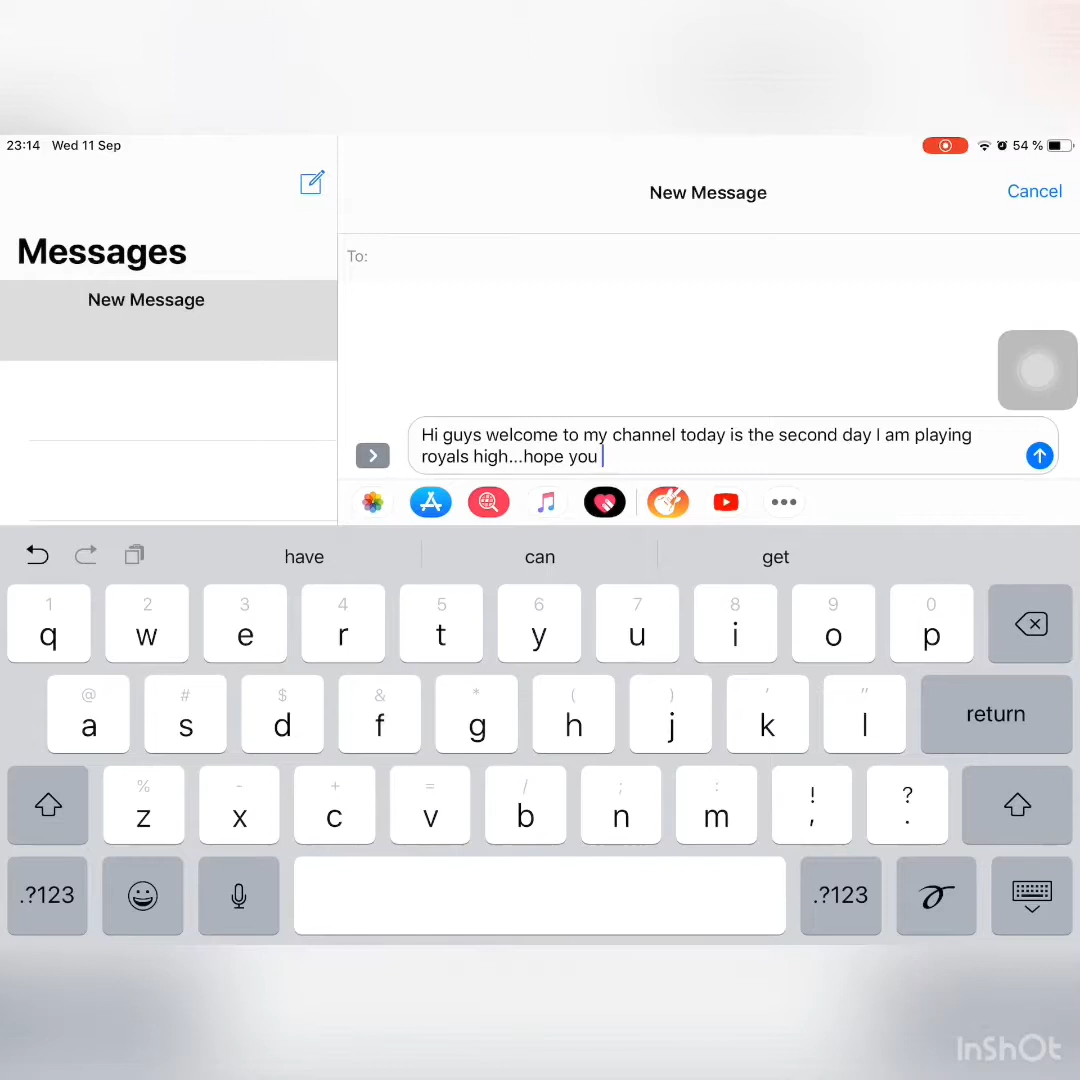 23:14 Wed 11 Sep
54 %
New Message
Cancel
Messages
To:
New Message
Hi guys welcome to my channel today is the second day I am playing
royals high...hope you
have can get
1 2 3 4 5 6 7 8 9 0
q w e r t y u i o p
@ # $ & * ( ) ' "
a s d f g h j k l return
% - + = / ; : ! ?
z x c v b n m , .
.?123 .?123
InShOt